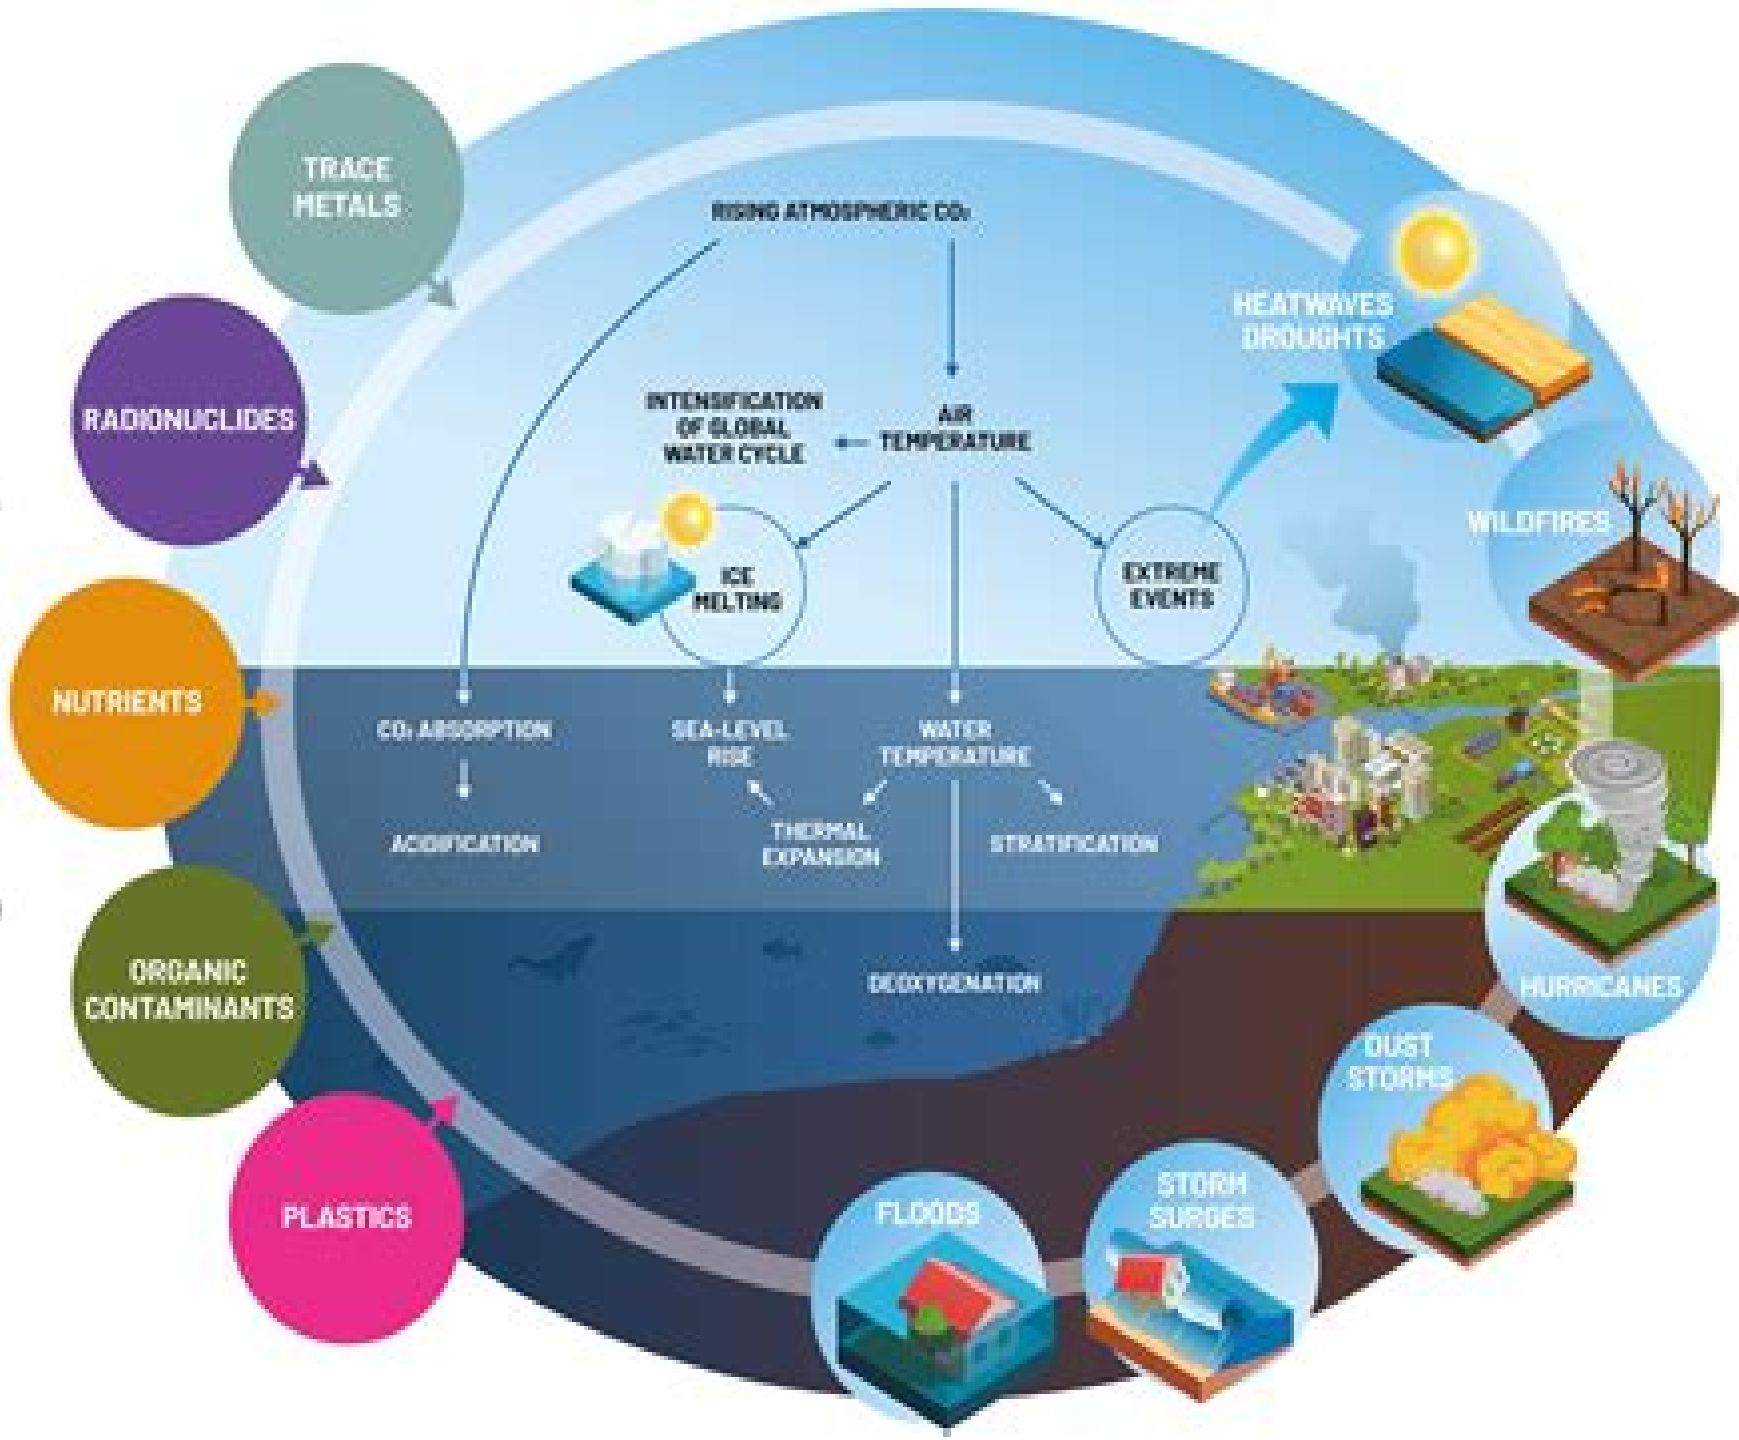 TRACE
METALS
RADIONUCLIDES
NUTRIENTS
ORGANIC
CONTAMINANTS
PLASTICS
RISING ATMOSPHERIC CO₂
INTENSIFICATION
OF GLOBAL
WATER CYCLE
AIR
TEMPERATURE
ICE
MELTING
EXTREME
EVENTS
CO₂ ABSORPTION
SEA-LEVEL
RISE
WATER
TEMPERATURE
ACIDIFICATION
THERMAL
EXPANSION
STRATIFICATION
DEOXYGENATION
HEATWAVES
DROUGHTS
WILDFIRES
HURRICANES
DUST
STORMS
STORM
SURGES
FLOODS